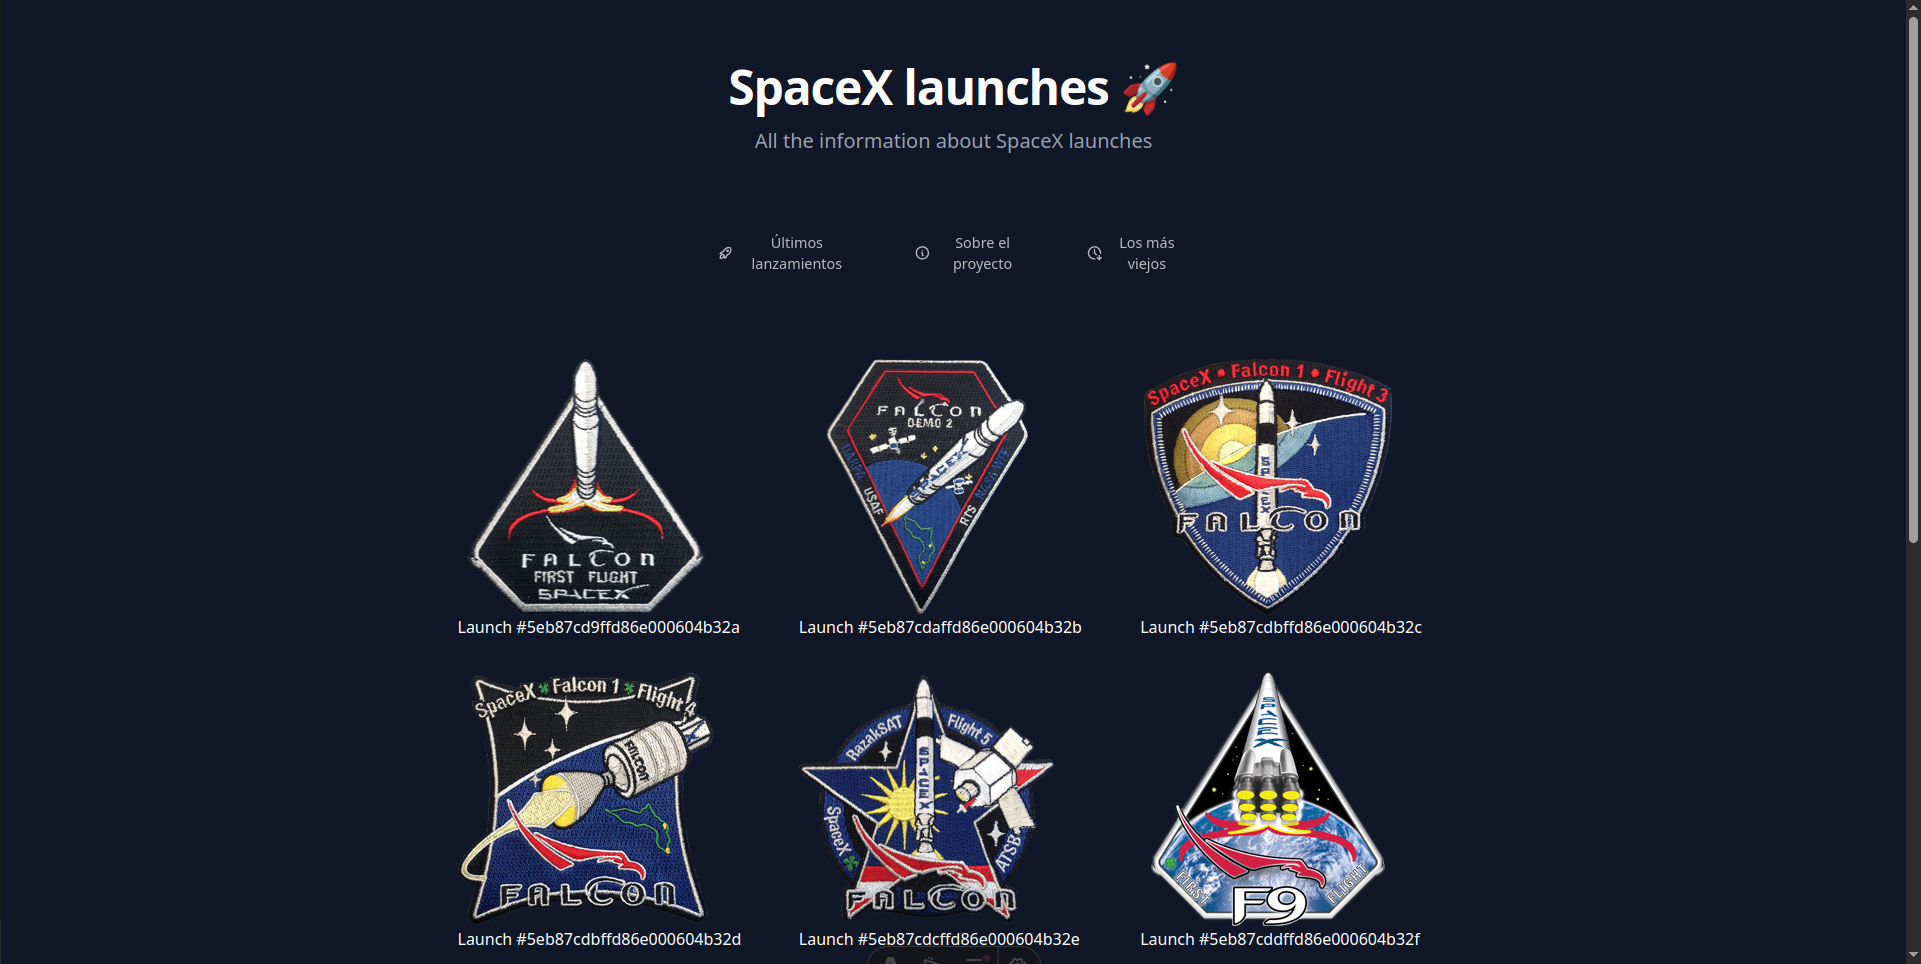 SpaceX launches 🚀
All the information about SpaceX launches
Últimos
lanzamientos
Sobre el
proyecto
Los más
viejos
FALCON
FIRST FLIGHT
SPACEX
FALCON
DEMO 2
SPACEX
USAF
RTS
SpaceX • Falcon 1 • Flight 3
SPACEX
FALCON
Launch #5eb87cd9ffd86e000604b32a
Launch #5eb87cdaffd86e000604b32b
Launch #5eb87cdbffd86e000604b32c
SpaceX Falcon 1 Flight 4
FALCON
FALCON
RazakSAT
Flight 5
SPACEX
SpaceX
ATSB
FALCON
SPACEX
FIRST
FLIGHT
F9
Launch #5eb87cdbffd86e000604b32d
Launch #5eb87cdcffd86e000604b32e
Launch #5eb87cddffd86e000604b32f